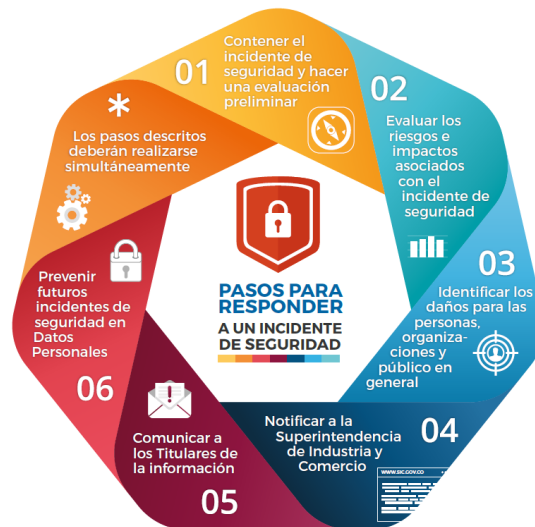 01
Contener el
incidente de
seguridad y hacer
una evaluación
preliminar
02
Evaluar los
riesgos e
impactos
asociados
con el
incidente de
seguridad
03
Identificar los
daños para las
personas,
organiza-
ciones y
público en
general
04
Notificar a la
Superintendencia
de Industria y
Comercio
WWW.SIC.GOV.CO
Comunicar a
los Titulares de
la información
05
Prevenir
futuros
incidentes de
seguridad en
Datos
Personales
06
*
Los pasos descritos
deberán realizarse
simultáneamente
PASOS PARA
RESPONDER
A UN INCIDENTE
DE SEGURIDAD